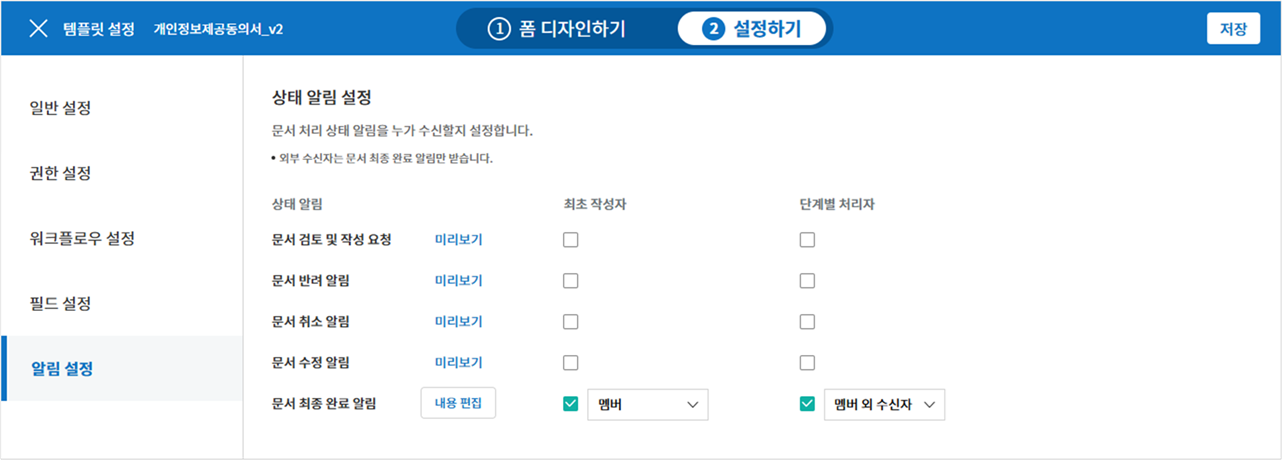 템플릿 설정 개인정보제공동의서_v2 1 폼 디자인하기 2 설정하기 저장
일반 설정
권한 설정
워크플로우 설정
필드 설정
알림 설정
상태 알림 설정
문서 처리 상태 알림을 누가 수신할지 설정합니다.
• 외부 수신자는 문서 최종 완료 알림만 받습니다.
상태 알림 최초 작성자 단계별 처리자
문서 검토 및 작성 요청 미리보기
문서 반려 알림 미리보기
문서 취소 알림 미리보기
문서 수정 알림 미리보기
문서 최종 완료 알림 내용 편집 멤버 멤버 외 수신자